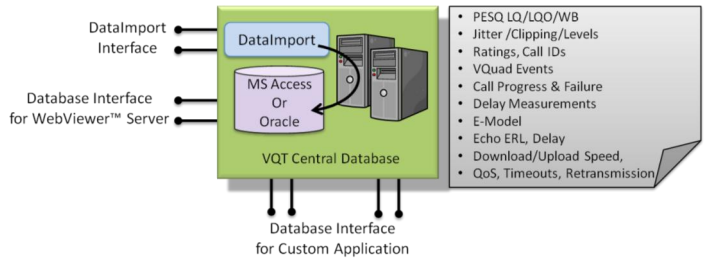 DataImport
Interface
Database Interface
for WebViewer™ Server
DataImport
MS Access
Or
Oracle
VQT Central Database
Database Interface
for Custom Application
• PESQ LQ/LQO/WB
• Jitter /Clipping/Levels
• Ratings, Call IDs
• VQuad Events
• Call Progress & Failure
• Delay Measurements
• E-Model
• Echo ERL, Delay
• Download/Upload Speed,
• QoS, Timeouts, Retransmission